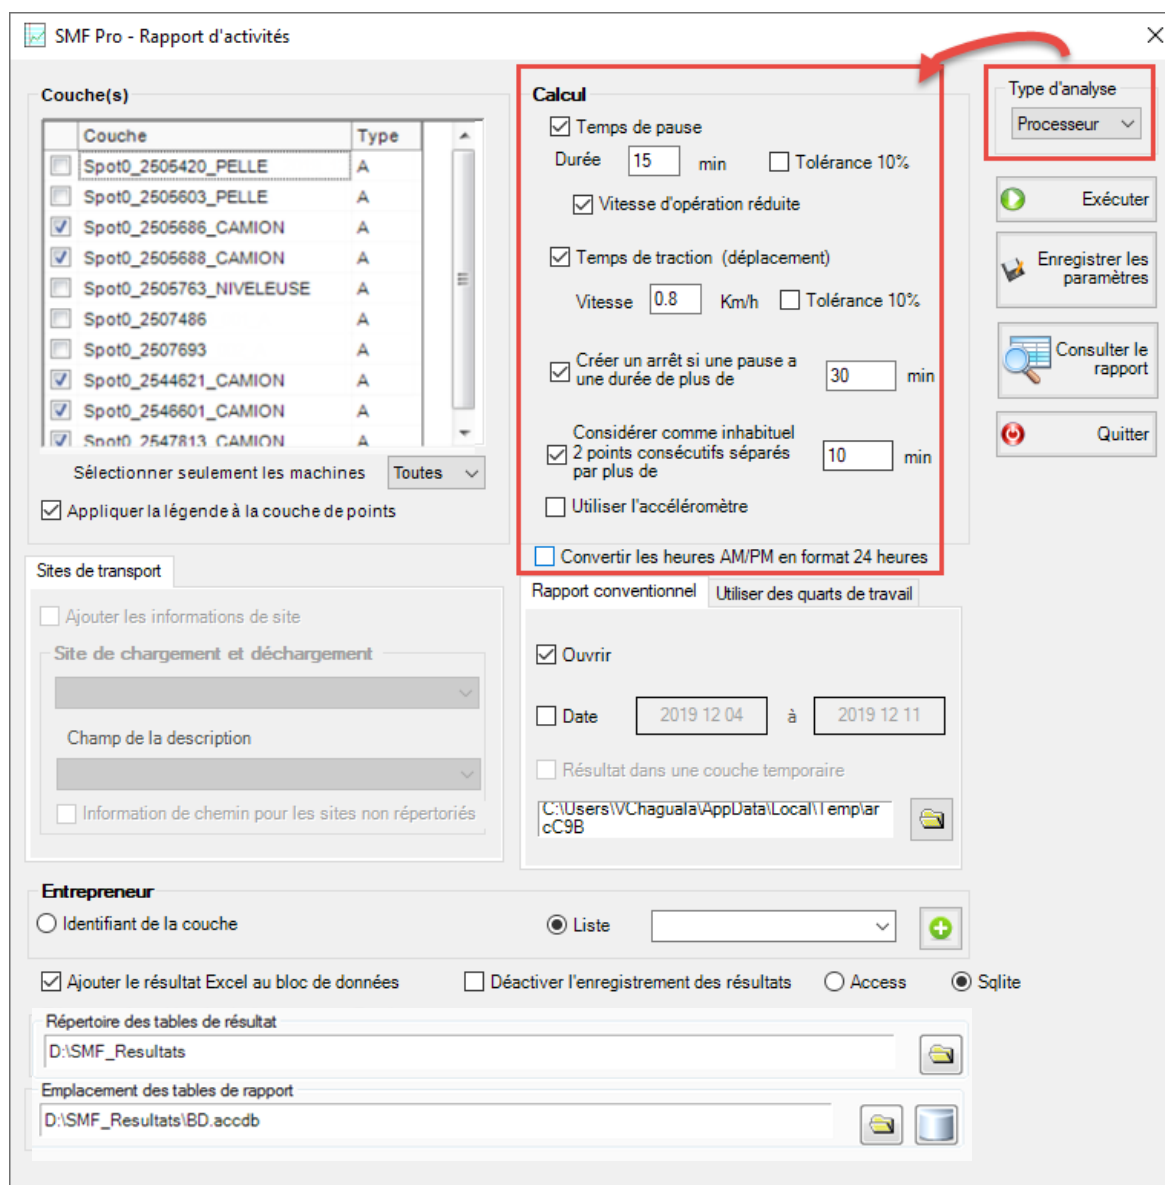 SMF Pro - Rapport d'activités
Couche(s)
Couche Type
Spot0_2505420_PELLE A
Spot0_2505603_PELLE A
Spot0_2505686_CAMION A
Spot0_2505688_CAMION A
Spot0_2505763_NIVELEUSE A
Spot0_2507486 A
Spot0_2507693 A
Spot0_2544621_CAMION A
Spot0_2546601_CAMION A
Spot0_2547813_CAMION A
Sélectionner seulement les machines Toutes
Appliquer la légende à la couche de points
Calcul
Temps de pause
Durée 15 min Tolérance 10%
Vitesse d'opération réduite
Temps de traction (déplacement)
Vitesse 0.8 Km/h Tolérance 10%
Créer un arrêt si une pause a
une durée de plus de 30 min
Considérer comme inhabituel
2 points consécutifs séparés
par plus de 10 min
Utiliser l'accéléromètre
Convertir les heures AM/PM en format 24 heures
Type d'analyse
Processeur
Exécuter
Enregistrer les
paramètres
Consulter le
rapport
Quitter
Sites de transport
Ajouter les informations de site
Site de chargement et déchargement
Champ de la description
Information de chemin pour les sites non répertoriés
Rapport conventionnel Utiliser des quarts de travail
Ouvrir
Date 2019 12 04 à 2019 12 11
Résultat dans une couche temporaire
C:\Users\VChaguala\AppData\Local\Temp\ar
cC9B
Entrepreneur
Identifiant de la couche Liste
Ajouter le résultat Excel au bloc de données Déactiver l'enregistrement des résultats Access Sqlite
Répertoire des tables de résultat
D:\SMF_Resultats
Emplacement des tables de rapport
D:\SMF_Resultats\BD.accdb